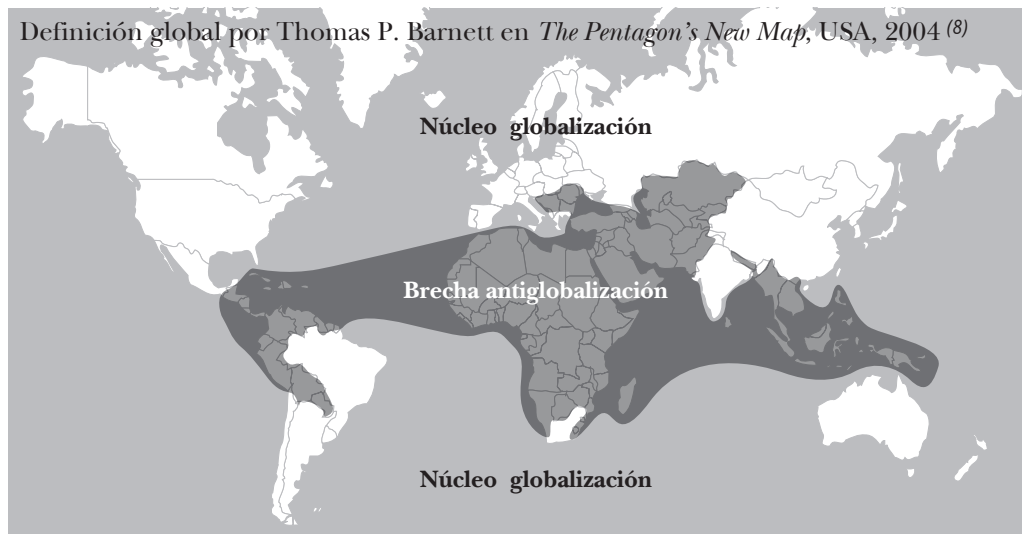 Definición global por Thomas P. Barnett en The Pentagon's New Map, USA, 2004 (8)
Núcleo globalización
Brecha antiglobalización
Núcleo globalización